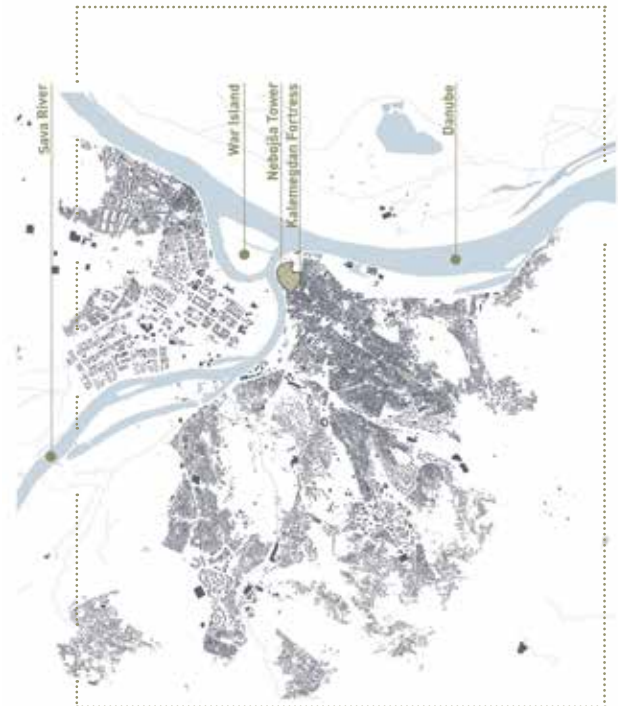 Sava River
War Island
Nebojša Tower
Kalemegdan Fortress
Danube